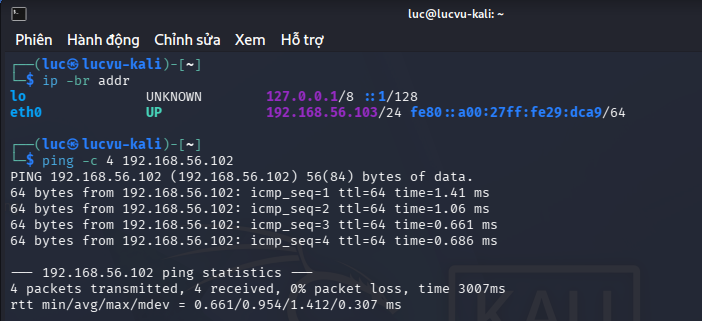 luc@lucvu-kali: ~
Phiên Hành động Chỉnh sửa Xem Hỗ trợ
┌──(luc㉿lucvu-kali)-[~]
└─$ ip -br addr
lo UNKNOWN 127.0.0.1/8 ::1/128
eth0 UP 192.168.56.103/24 fe80::a00:27ff:fe29:dca9/64
┌──(luc㉿lucvu-kali)-[~]
└─$ ping -c 4 192.168.56.102
PING 192.168.56.102 (192.168.56.102) 56(84) bytes of data.
64 bytes from 192.168.56.102: icmp_seq=1 ttl=64 time=1.41 ms
64 bytes from 192.168.56.102: icmp_seq=2 ttl=64 time=1.06 ms
64 bytes from 192.168.56.102: icmp_seq=3 ttl=64 time=0.661 ms
64 bytes from 192.168.56.102: icmp_seq=4 ttl=64 time=0.686 ms
--- 192.168.56.102 ping statistics ---
4 packets transmitted, 4 received, 0% packet loss, time 3007ms
rtt min/avg/max/mdev = 0.661/0.954/1.412/0.307 ms
KALI